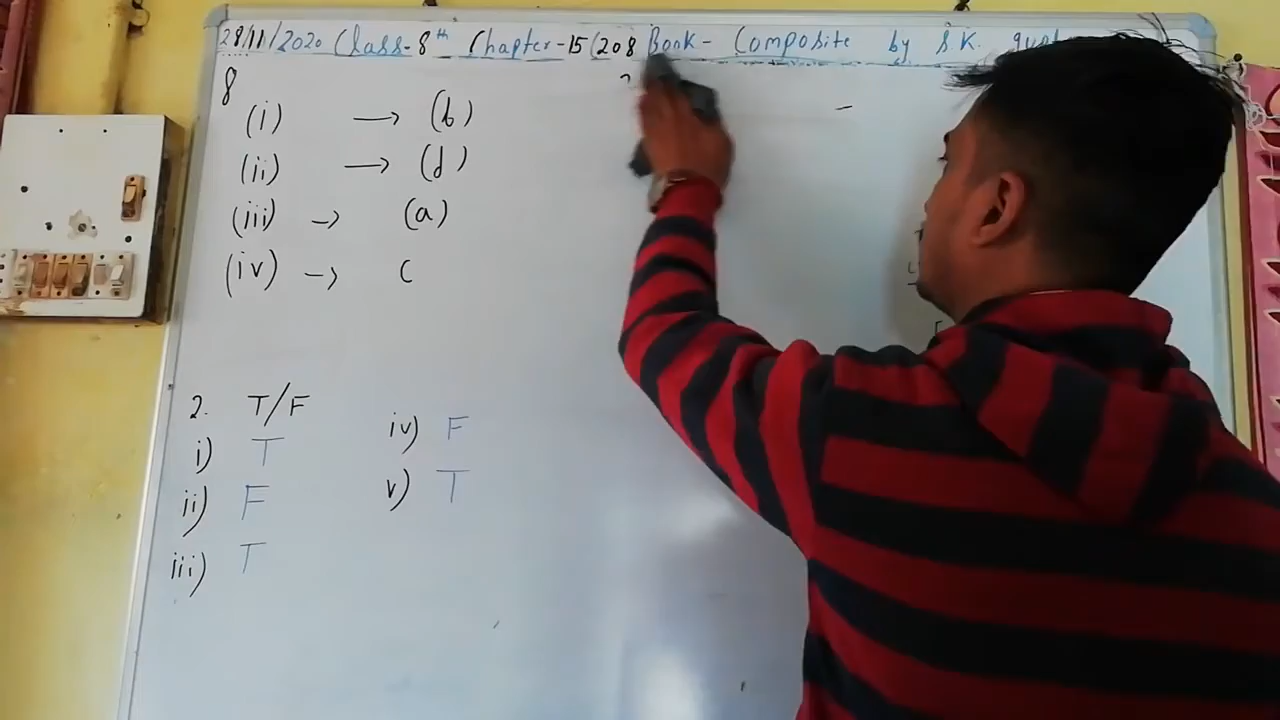 28/11/2020 Class-8th Chapter-15(208 Book- Composite by S.K.
8
(i) → (b)
(ii) → (d)
(iii) → (a)
(iv) → C
2. T/F
i) T
ii) F
iii) T
iv) F
v) T